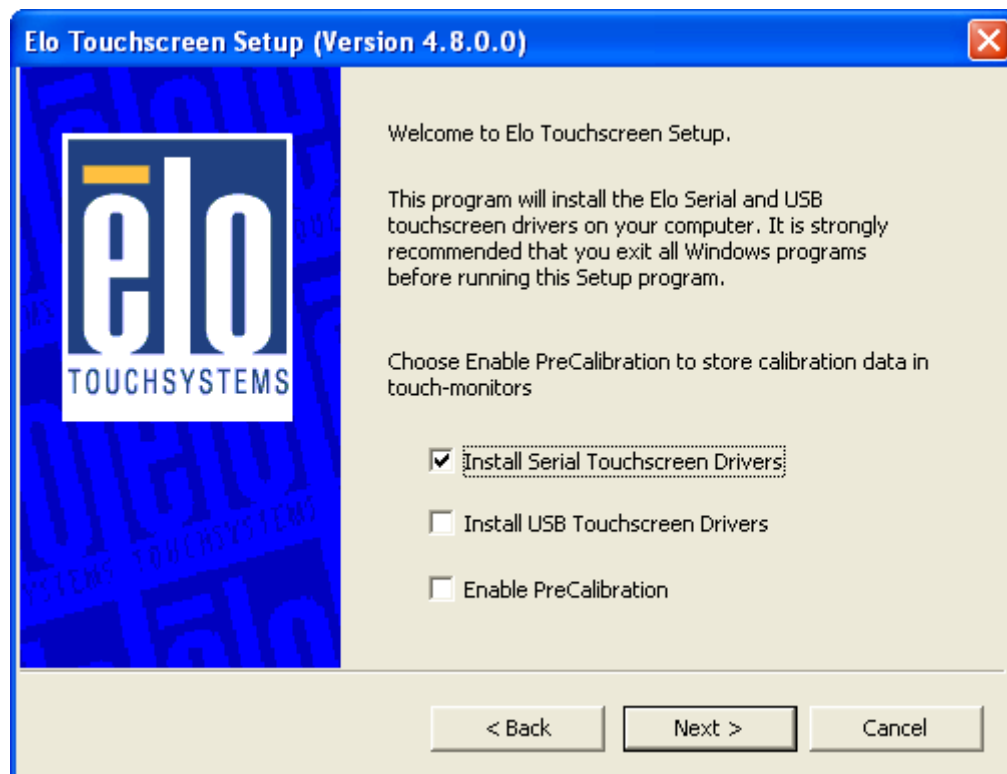 Elo Touchscreen Setup (Version 4.8.0.0)
ēlo
TOUCHSYSTEMS
Welcome to Elo Touchscreen Setup.
This program will install the Elo Serial and USB
touchscreen drivers on your computer. It is strongly
recommended that you exit all Windows programs
before running this Setup program.
Choose Enable PreCalibration to store calibration data in
touch-monitors
Install Serial Touchscreen Drivers
Install USB Touchscreen Drivers
Enable PreCalibration
< Back
Next >
Cancel